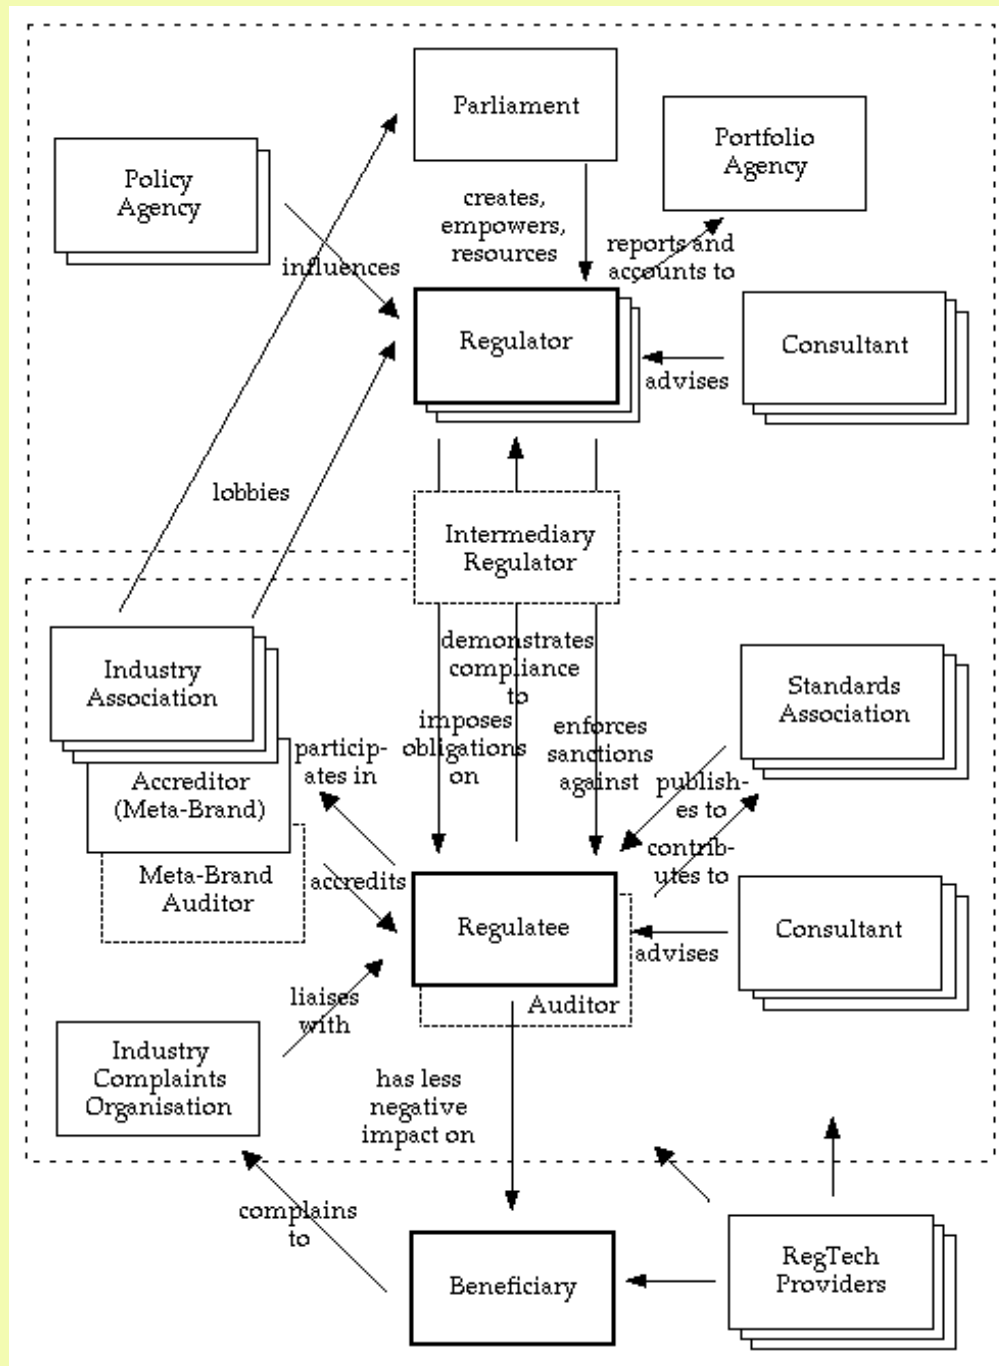 Parliament
Portfolio
Agency
Policy
Agency
creates,
empowers,
resources
reports and
accounts to
influences
Regulator
Consultant
advises
lobbies
Intermediary
Regulator
demonstrates
compliance
to
Industry
Association
Standards
Association
imposes
obligations
on
enforces
sanctions
against
particip-
ates in
publish-
es to
Accreditor
(Meta-Brand)
contrib-
utes to
Meta-Brand
Auditor
accredits
Regulatee
Consultant
advises
Auditor
liaises
with
Industry
Complaints
Organisation
has less
negative
impact on
complains
to
Beneficiary
RegTech
Providers